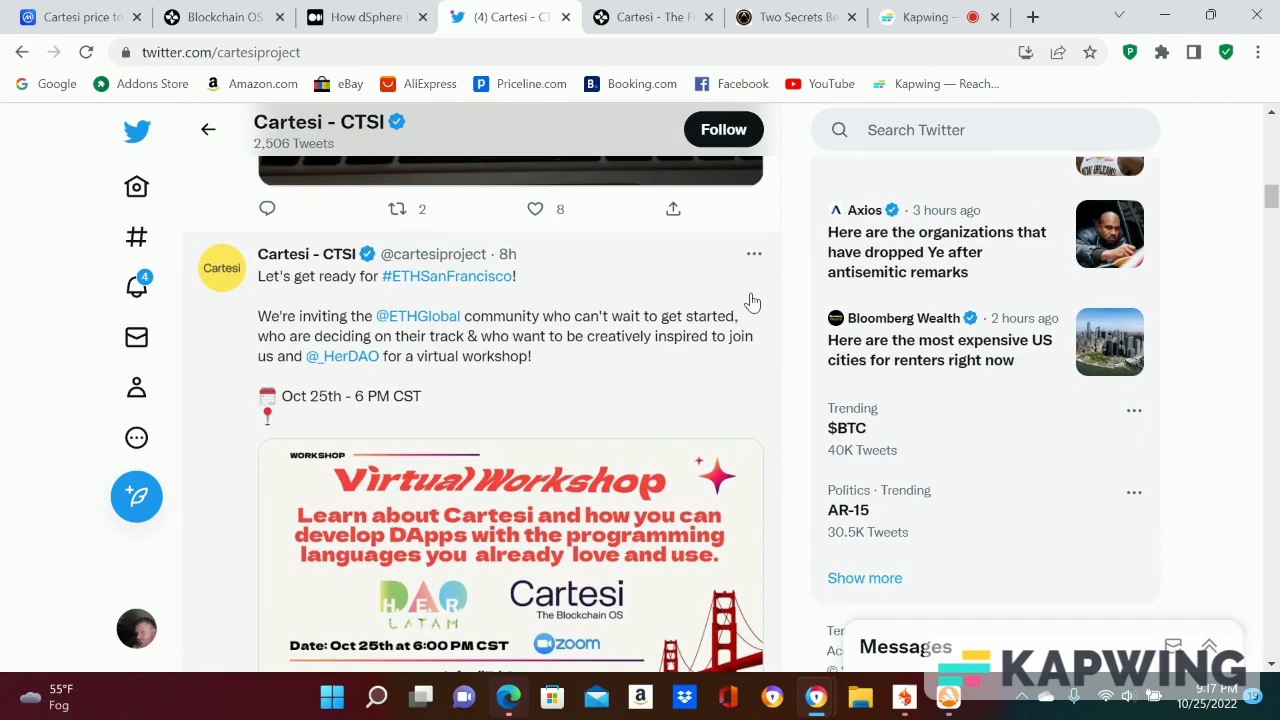 Cartesi price to
Blockchain OS
How dSphere i
(4) Cartesi - CT
Cartesi - The Fi
Two Secrets Be
Kapwing —
twitter.com/cartesiproject
Google
Addons Store
Amazon.com
eBay
AliExpress
Priceline.com
Booking.com
Facebook
YouTube
Kapwing — Reach...
Cartesi - CTSI
2,506 Tweets
Follow
Search Twitter
2
8
Cartesi
Cartesi - CTSI @cartesiproject · 8h
Let's get ready for #ETHSanFrancisco!
We're inviting the @ETHGlobal community who can't wait to get started,
who are deciding on their track & who want to be creatively inspired to join
us and @_HerDAO for a virtual workshop!
Oct 25th - 6 PM CST
WORKSHOP
Virtual Workshop
Learn about Cartesi and how you can
develop DApps with the programming
languages you already love and use.
HER DAO
LATAM
Cartesi
The Blockchain OS
Date: Oct 25th at 6:00 PM CST
zoom
NEW ORLEANS
Axios · 3 hours ago
Here are the organizations
that have dropped Ye after
antisemitic remarks
Bloomberg Wealth · 2 hours ago
Here are the most expensive US
cities for renters right now
Trending
$BTC
40K Tweets
Politics · Trending
AR-15
30.5K Tweets
Show more
4
Messages
KAPWING
55°F
Fog
9:17 PM
10/25/2022
19